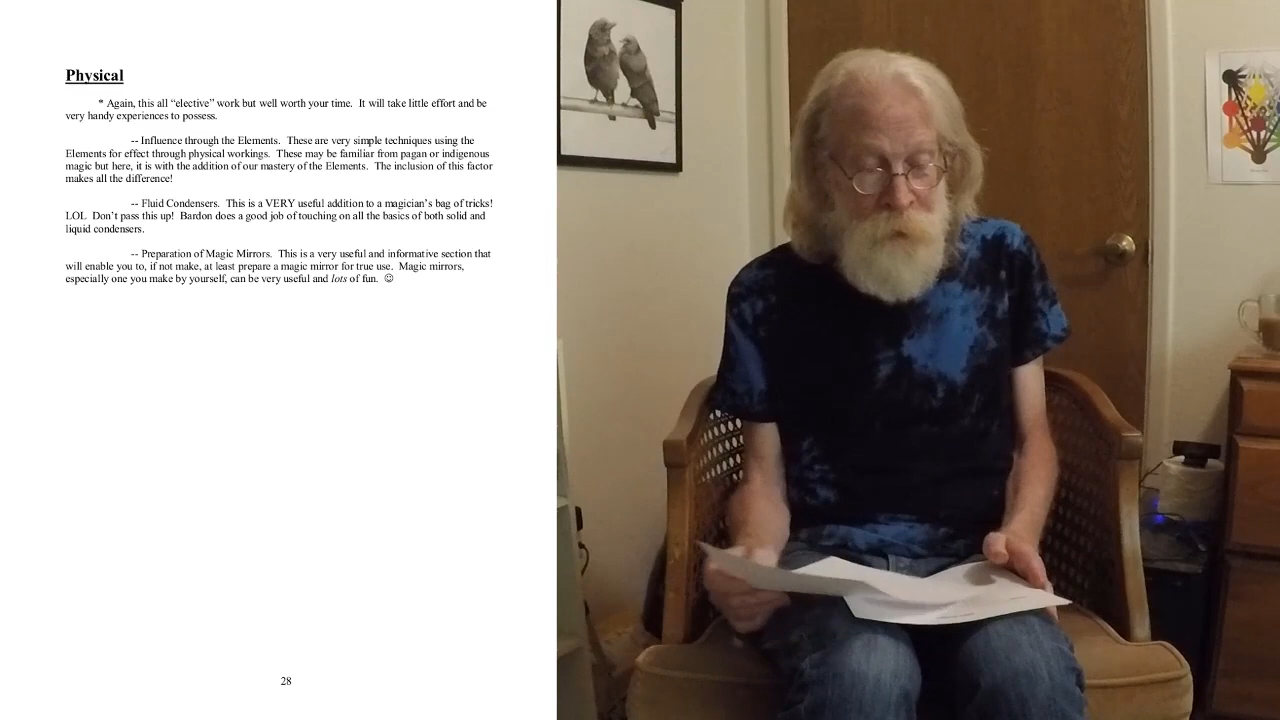 Physical
* Again, this all “elective” work but well worth your time.  It will take little effort and be
very handy experiences to possess.
-- Influence through the Elements.  These are very simple techniques using the
Elements for effect through physical workings.  These may be familiar from pagan or indigenous
magic but here, it is with the addition of our mastery of the Elements.  The inclusion of this factor
makes all the difference!
-- Fluid Condensers.  This is a VERY useful addition to a magician’s bag of tricks!
LOL  Don’t pass this up!  Bardon does a good job of touching on all the basics of both solid and
liquid condensers.
-- Preparation of Magic Mirrors.  This is a very useful and informative section that
will enable you to, if not make, at least prepare a magic mirror for true use.  Magic mirrors,
especially one you make by yourself, can be very useful and lots of fun.  ☺
28